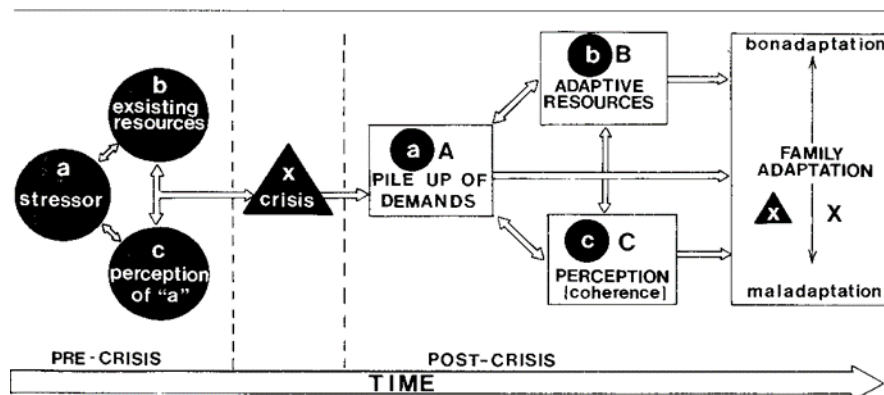 b
exsisting
resources
a
stressor
c
perception
of "a"
x
crisis
a A
PILE UP OF
DEMANDS
b B
ADAPTIVE
RESOURCES
c C
PERCEPTION
[coherence]
bonadaptation
FAMILY
ADAPTATION
x X
maladaptation
PRE-CRISIS
POST-CRISIS
TIME